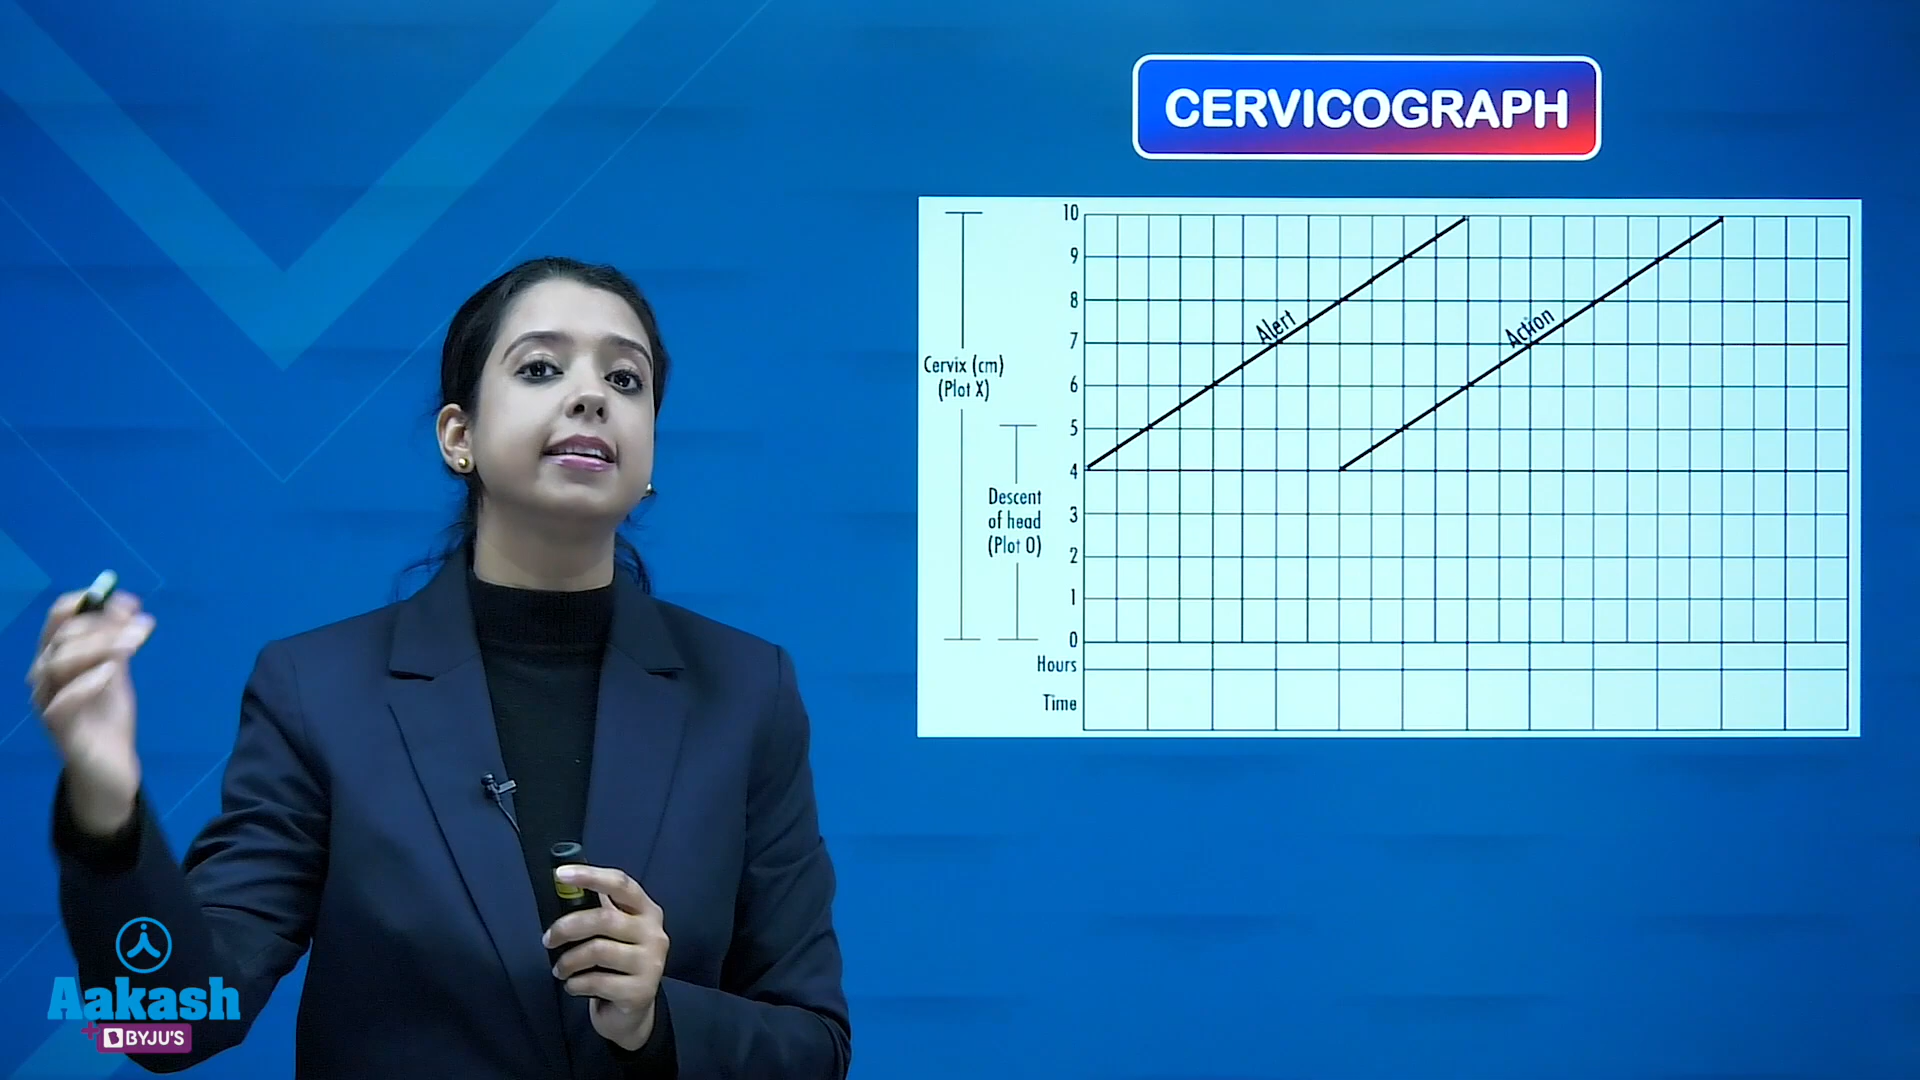 CERVICOGRAPH
10
9
8
7
6
5
4
3
2
1
0
Cervix (cm)
(Plot X)
Descent
of head
(Plot O)
Alert
Action
Hours
Time
Aakash
+BYJU'S